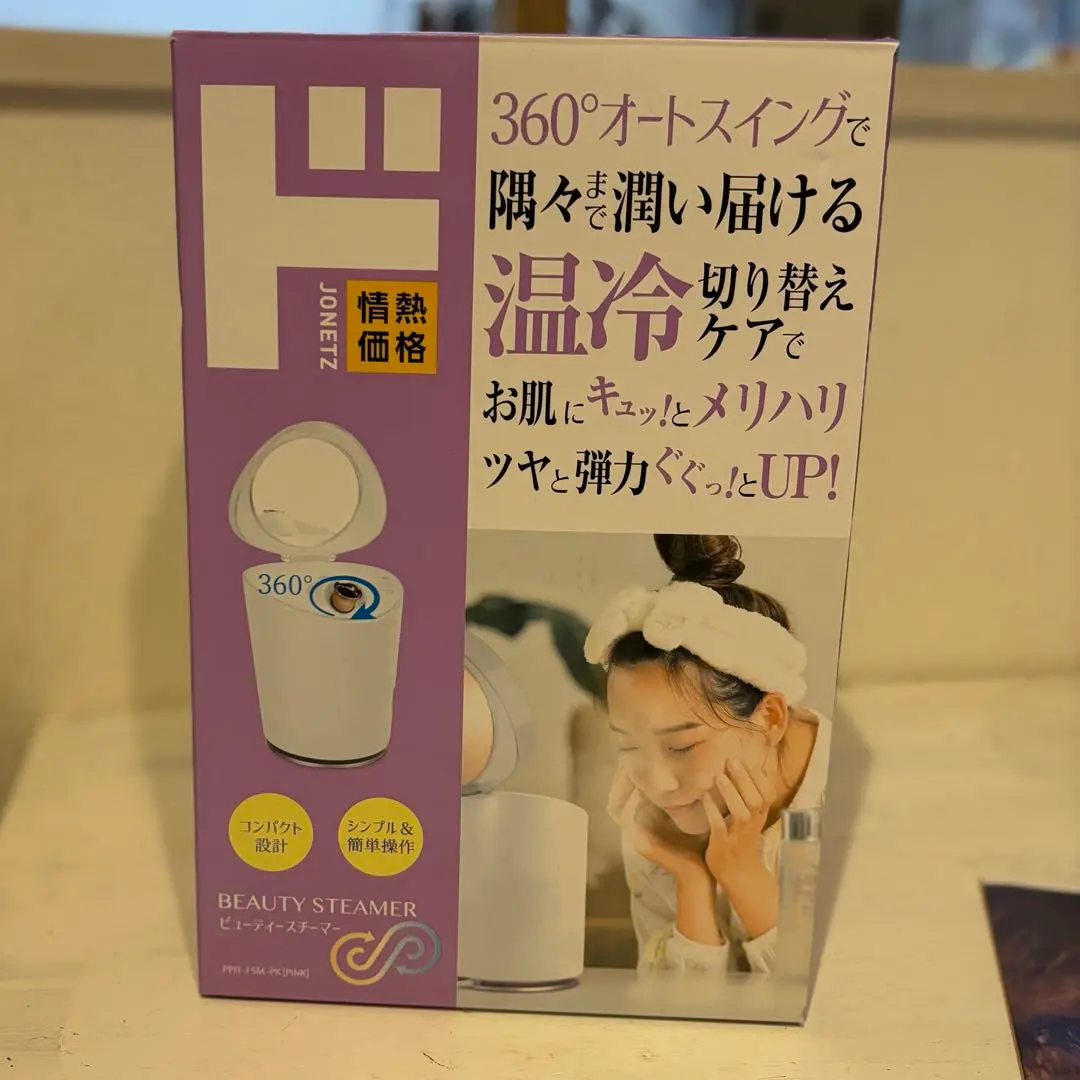 ド
JONETZ
情熱
価格
360°オートスイングで
隅々まで潤い届ける
温冷切り替え
ケアで
お肌にキュッ!とメリハリ
ツヤと弾力ぐぐっ!とUP!
360°
コンパクト
設計
シンプル&
簡単操作
BEAUTY STEAMER
ビューティースチーマー